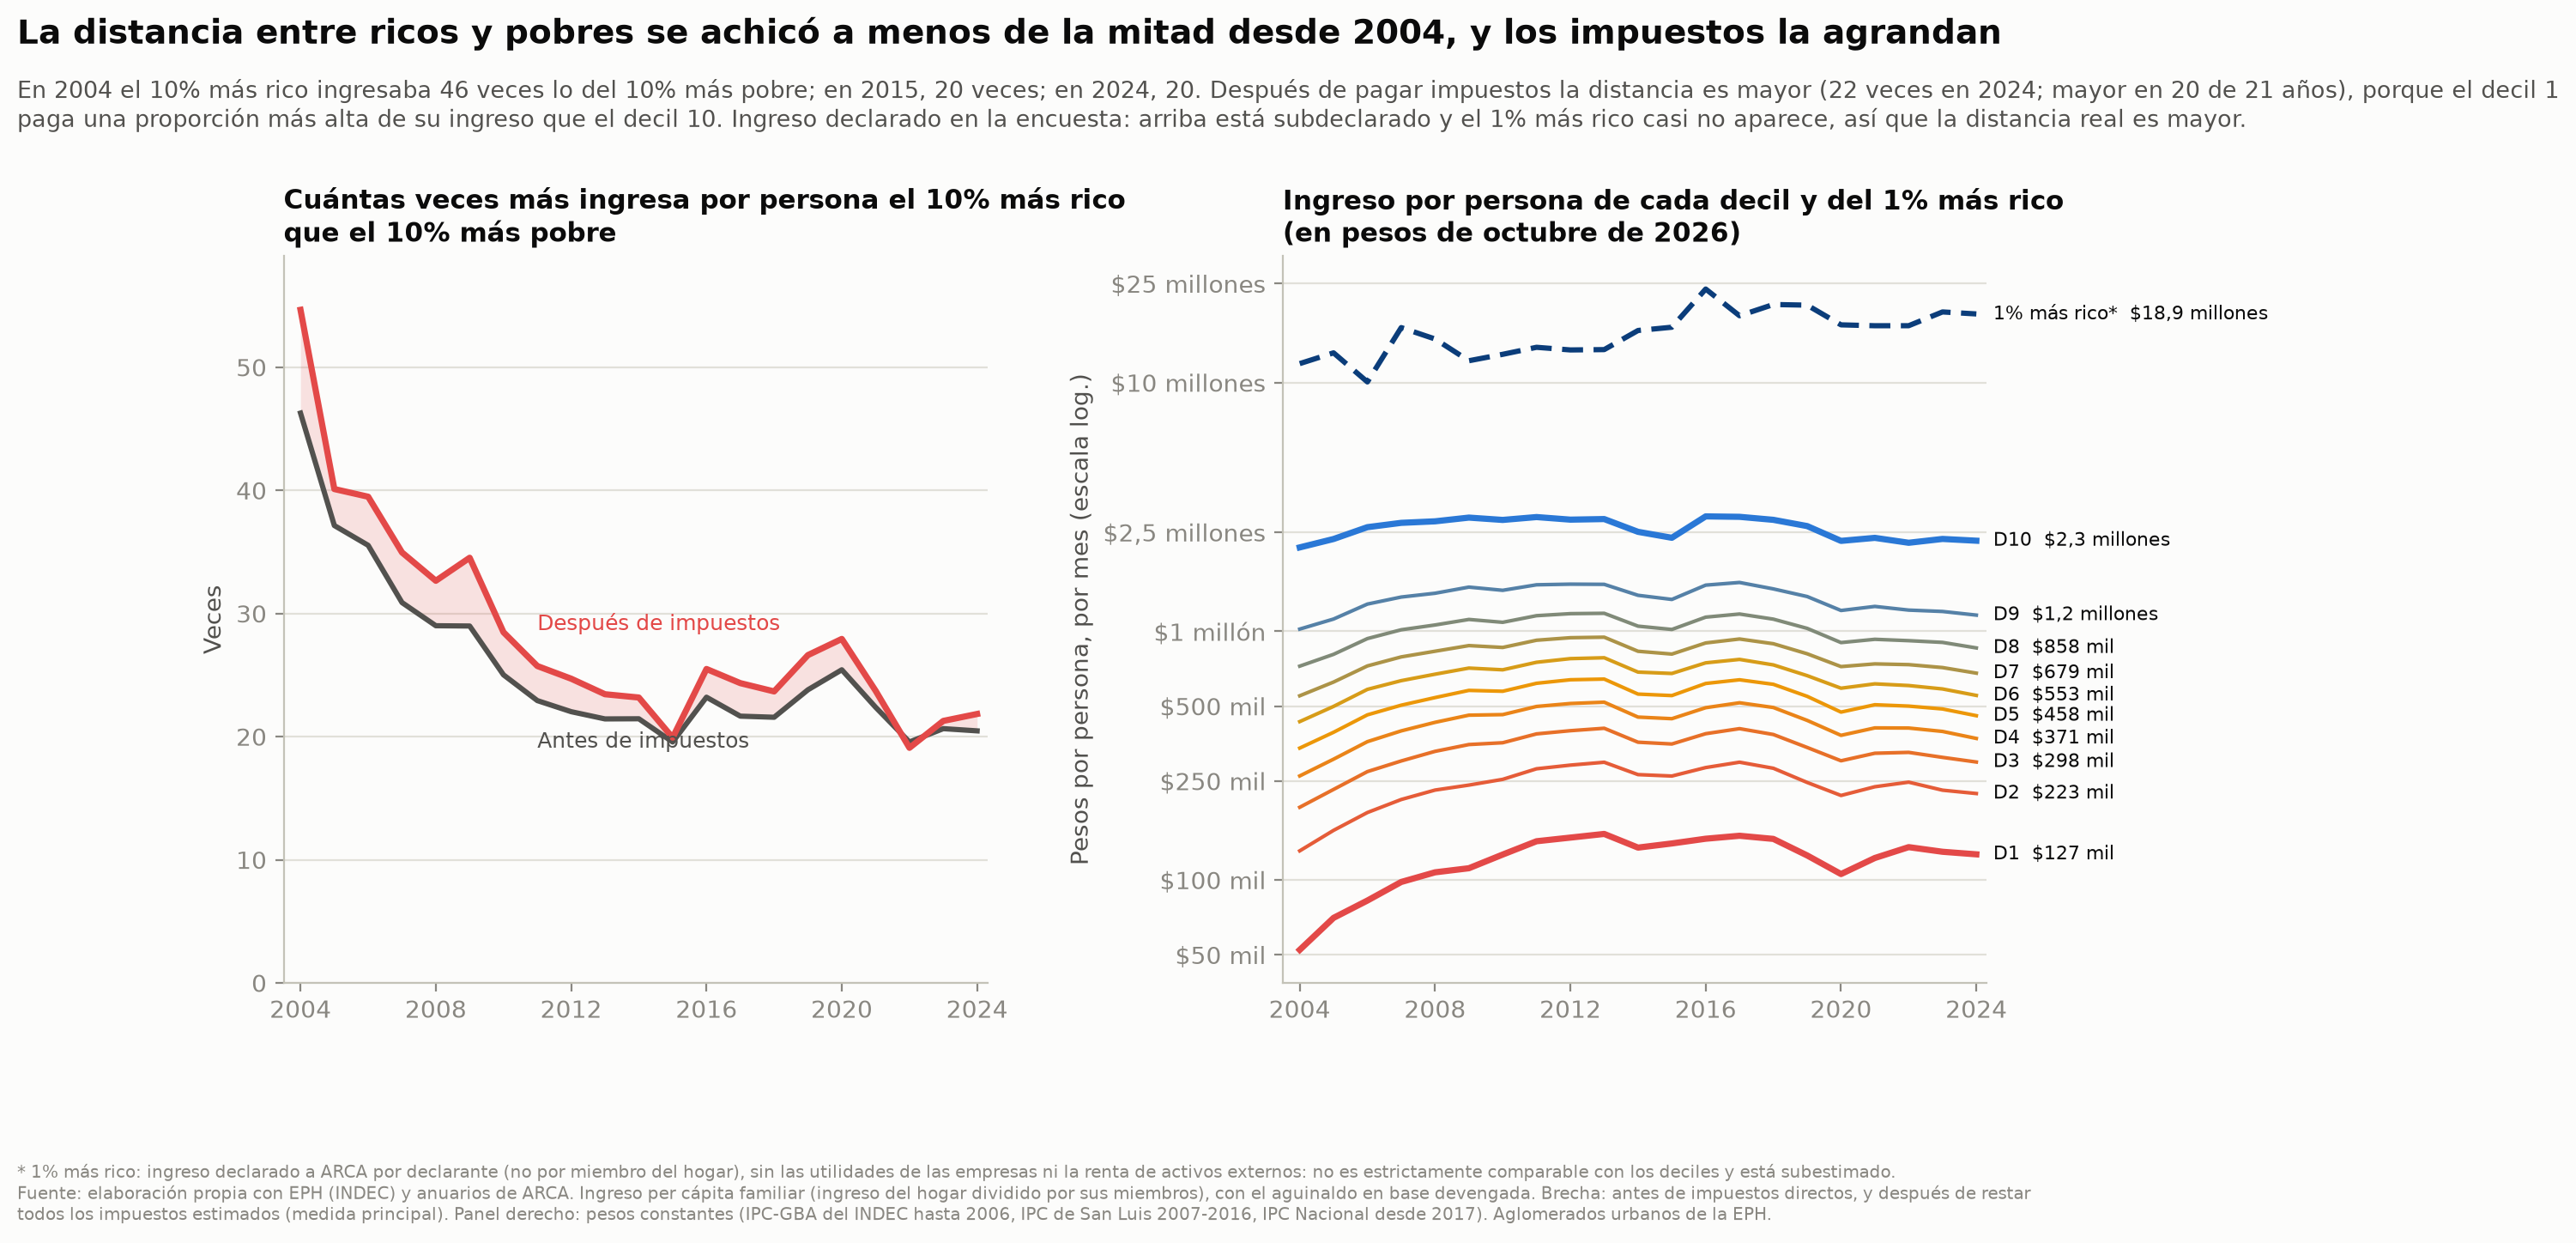 La distancia entre ricos y pobres se achicó a menos de la mitad desde 2004, y los impuestos la agrandan
En 2004 el 10% más rico ingresaba 46 veces lo del 10% más pobre; en 2015, 20 veces; en 2024, 20. Después de pagar impuestos la distancia es mayor (22 veces en 2024; mayor en 20 de 21 años), porque el decil 1
paga una proporción más alta de su ingreso que el decil 10. Ingreso declarado en la encuesta: arriba está subdeclarado y el 1% más rico casi no aparece, así que la distancia real es mayor.
Cuántas veces más ingresa por persona el 10% más rico
que el 10% más pobre
Veces
50
40
30
20
10
0
Después de impuestos
Antes de impuestos
2004
2008
2012
2016
2020
2024
Ingreso por persona de cada decil y del 1% más rico
(en pesos de octubre de 2026)
Pesos por persona, por mes (escala log.)
$25 millones
$10 millones
$2,5 millones
$1 millón
$500 mil
$250 mil
$100 mil
$50 mil
1% más rico* $18,9 millones
D10 $2,3 millones
D9 $1,2 millones
D8 $858 mil
D7 $679 mil
D6 $553 mil
D5 $458 mil
D4 $371 mil
D3 $298 mil
D2 $223 mil
D1 $127 mil
2004
2008
2012
2016
2020
2024
* 1% más rico: ingreso declarado a ARCA por declarante (no por miembro del hogar), sin las utilidades de las empresas ni la renta de activos externos: no es estrictamente comparable con los deciles y está subestimado.
Fuente: elaboración propia con EPH (INDEC) y anuarios de ARCA. Ingreso per cápita familiar (ingreso del hogar dividido por sus miembros), con el aguinaldo en base devengada. Brecha: antes de impuestos directos, y después de restar
todos los impuestos estimados (medida principal). Panel derecho: pesos constantes (IPC-GBA del INDEC hasta 2006, IPC de San Luis 2007-2016, IPC Nacional desde 2017). Aglomerados urbanos de la EPH.